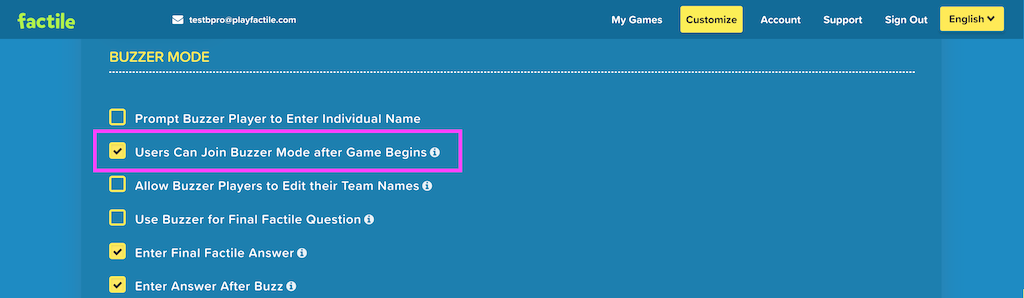 factile
testbpro@playfactile.com
My Games
Customize
Account
Support
Sign Out
English
BUZZER MODE
Prompt Buzzer Player to Enter Individual Name
Users Can Join Buzzer Mode after Game Begins
Allow Buzzer Players to Edit their Team Names
Use Buzzer for Final Factile Question
Enter Final Factile Answer
Enter Answer After Buzz